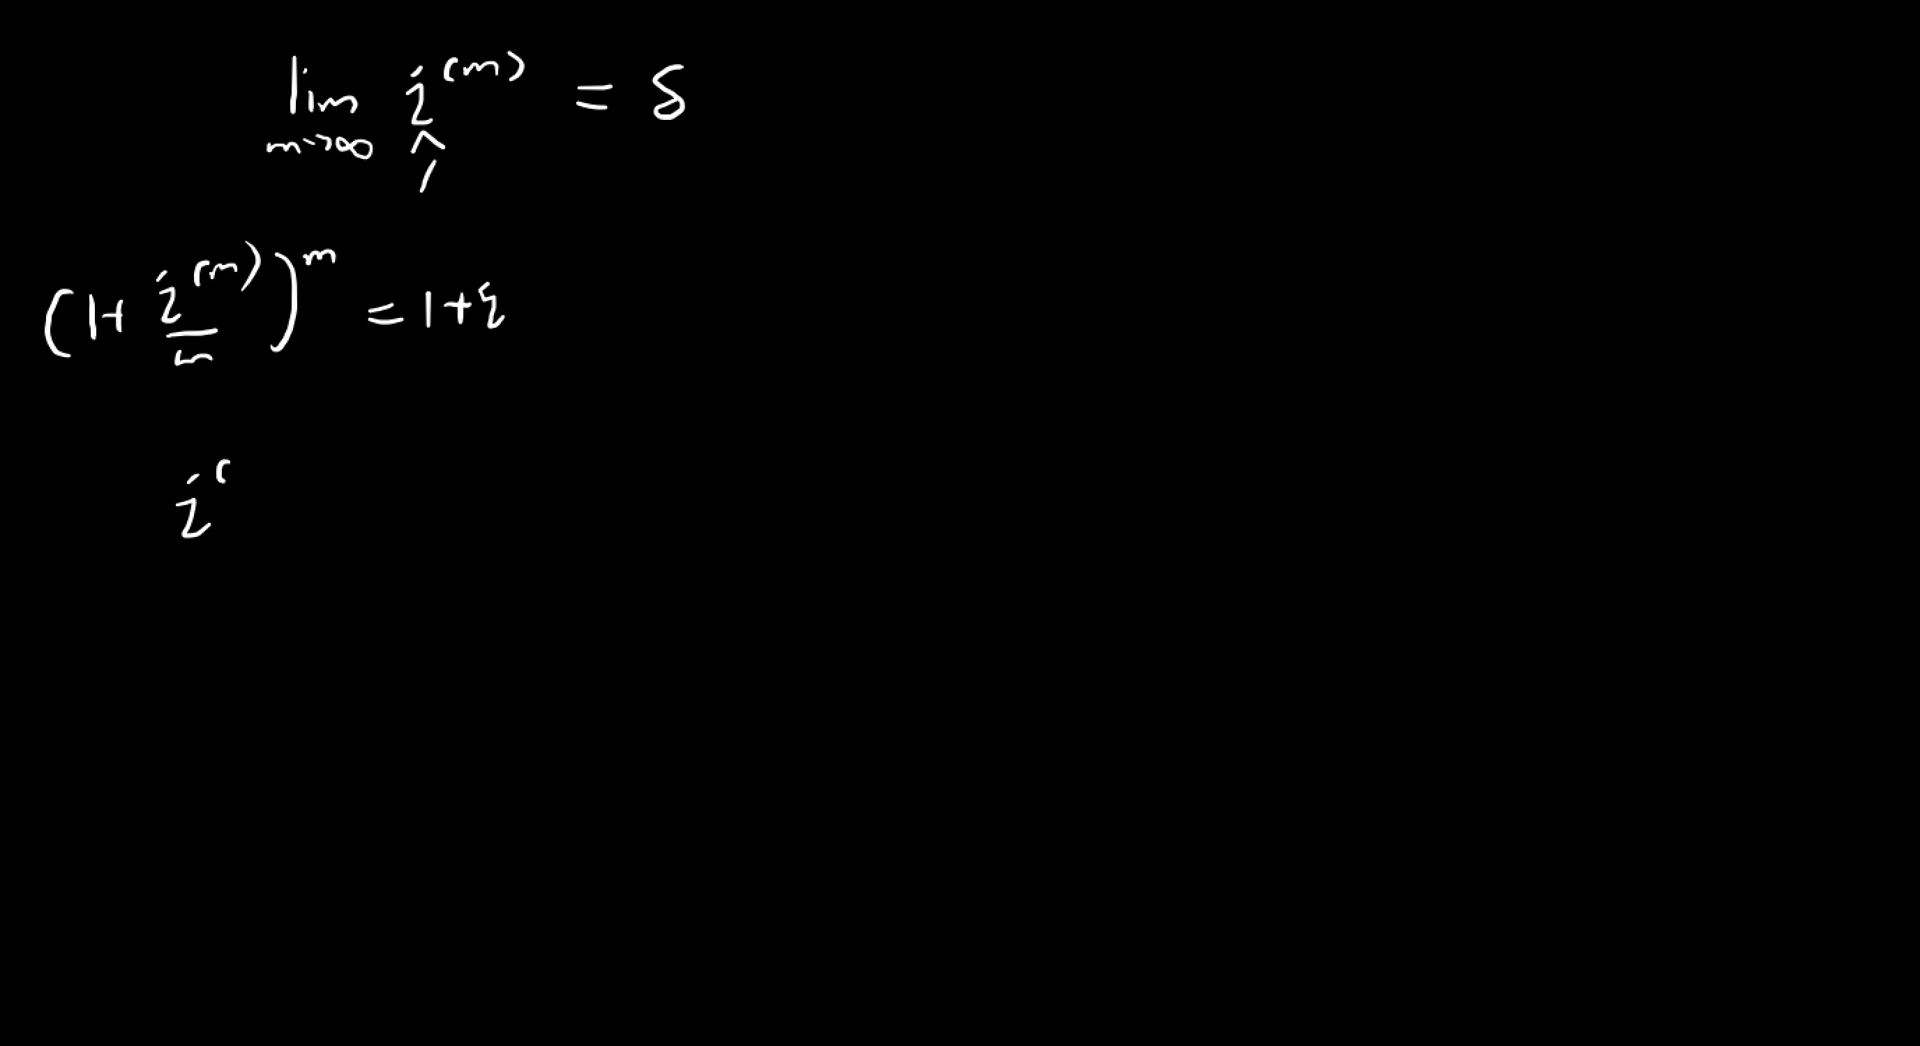 lim i^(m) = δ
m→∞
(1+ i^(m)/m)^m = 1+i
i^(